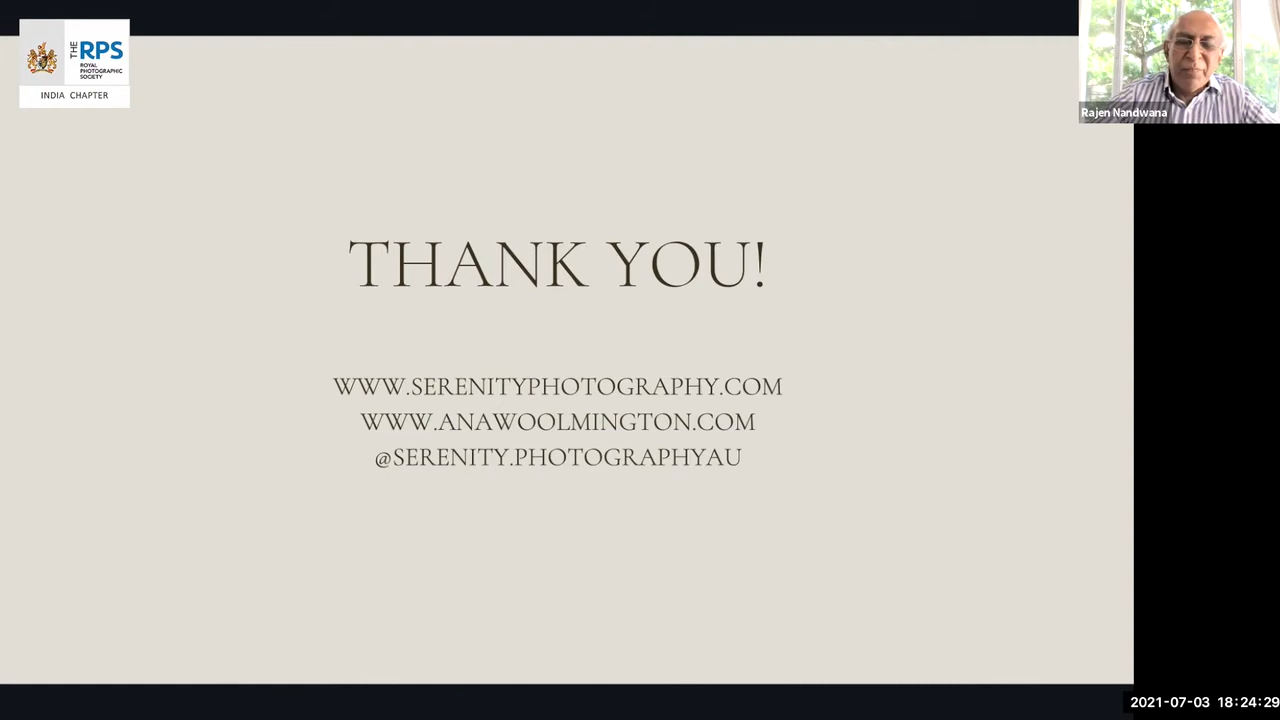 THE RPS
ROYAL
PHOTOGRAPHIC
SOCIETY
INDIA CHAPTER
Rajen Nandwana
THANK YOU!
WWW.SERENITYPHOTOGRAPHY.COM
WWW.ANAWOOLMINGTON.COM
@SERENITY.PHOTOGRAPHYAU
2021-07-03 18:24:29